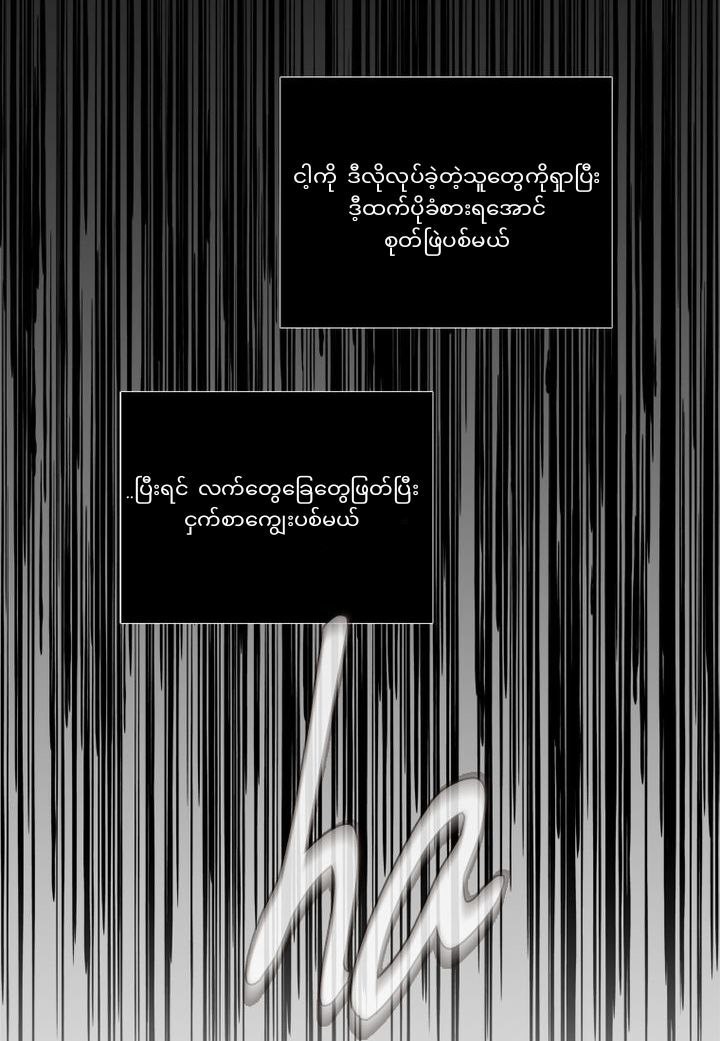 ငါ့ကို ဒီလိုလုပ်ခဲ့တဲ့သူတွေကိုရှာပြီး
ဒီ့ထက်ပိုခံစားရအောင်
စုတ်ဖြဲပစ်မယ်
..ပြီးရင် လက်တွေခြေတွေဖြတ်ပြီး
ငှက်စာကျွေးပစ်မယ်
ha